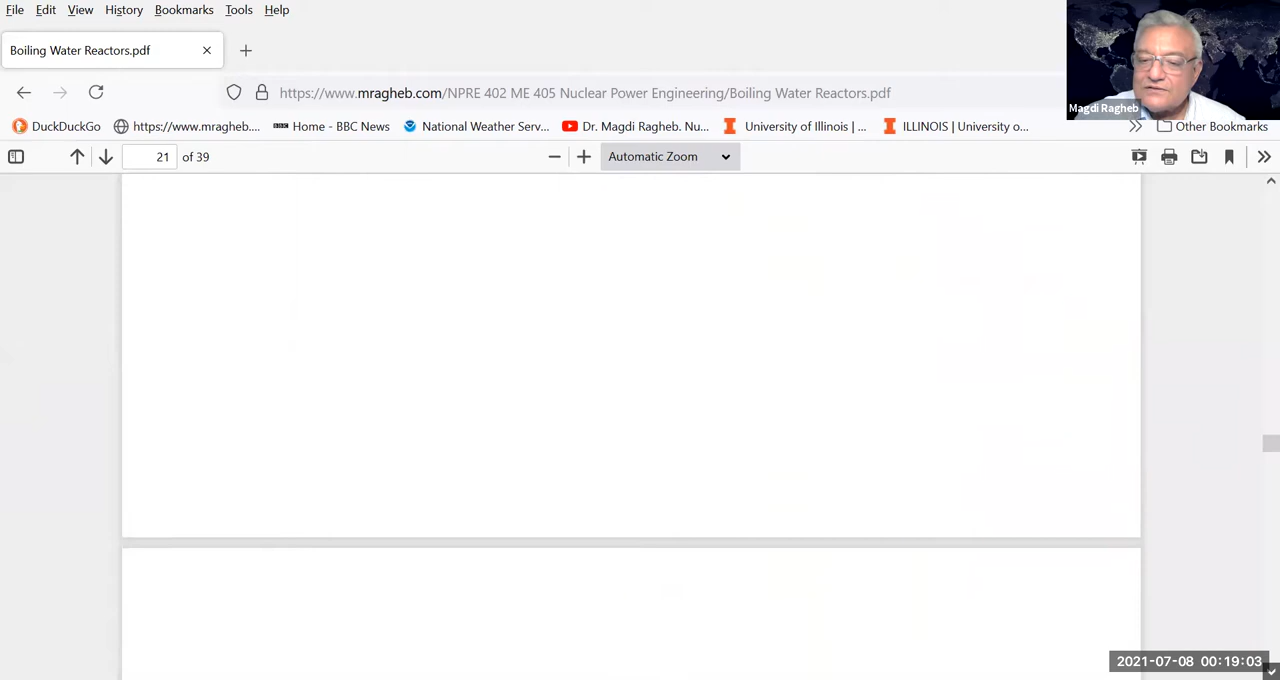 File Edit View History Bookmarks Tools Help
Boiling Water Reactors.pdf
https://www.mragheb.com/NPRE 402 ME 405 Nuclear Power Engineering/Boiling Water Reactors.pdf
Magdi Ragheb
DuckDuckGo https://www.mragheb.... Home - BBC News National Weather Serv... Dr. Magdi Ragheb. Nu... University of Illinois | ... ILLINOIS | University o... Other Bookmarks
21 of 39 Automatic Zoom
2021-07-08 00:19:03